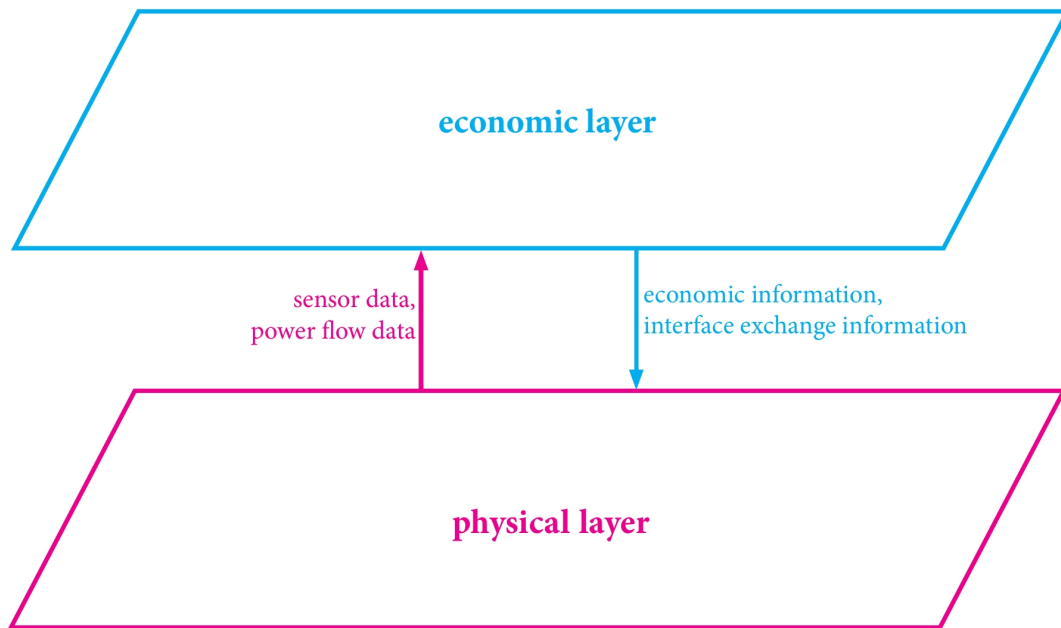 economic layer
sensor data,
power flow data
economic information,
interface exchange information
physical layer